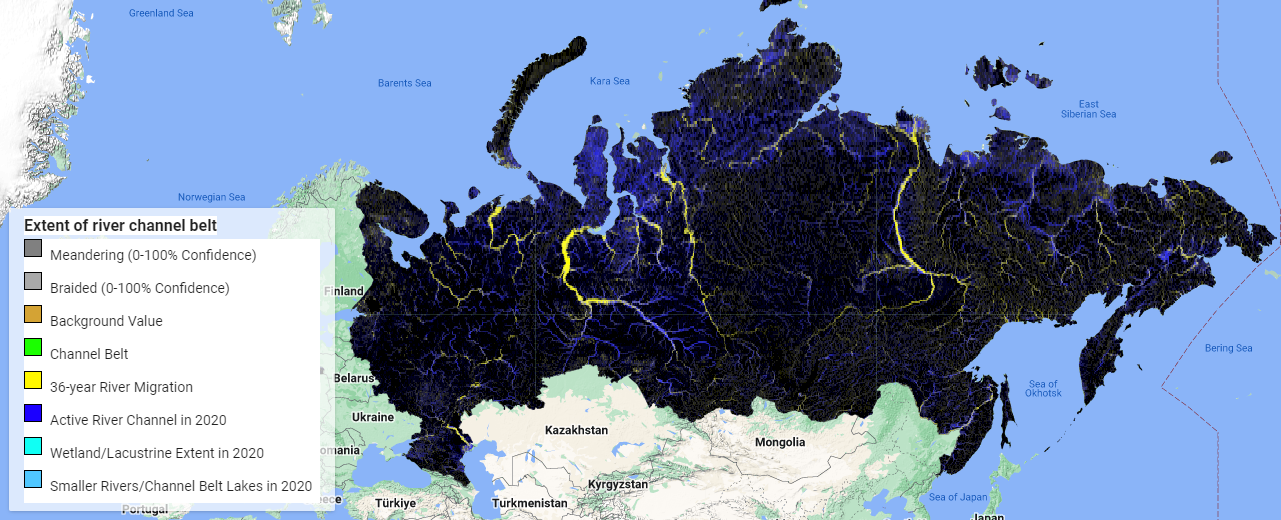 Greenland Sea
Barents Sea
Kara Sea
East
Siberian Sea
Norwegian Sea
Extent of river channel belt
Meandering (0-100% Confidence)
Braided (0-100% Confidence)
Background Value
Channel Belt
36-year River Migration
Active River Channel in 2020
Wetland/Lacustrine Extent in 2020
Smaller Rivers/Channel Belt Lakes in 2020
Finland
Belarus
Ukraine
omania
ece
Portugal
Türkiye
Kazakhstan
Kyrgyzstan
Turkmenistan
Mongolia
Bering Sea
Sea of
Okhotsk
Sea of Japan
Japan